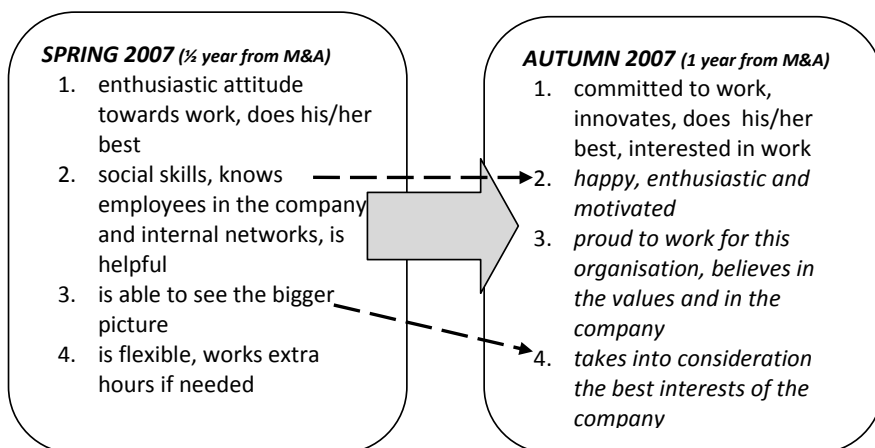 SPRING 2007 (½ year from M&A)
1. enthusiastic attitude
towards work, does his/her
best
2. social skills, knows
employees in the company
and internal networks, is
helpful
3. is able to see the bigger
picture
4. is flexible, works extra
hours if needed
AUTUMN 2007 (1 year from M&A)
1. committed to work,
innovates, does his/her
best, interested in work
2. happy, enthusiastic and
motivated
3. proud to work for this
organisation, believes in
the values and in the
company
4. takes into consideration
the best interests of the
company